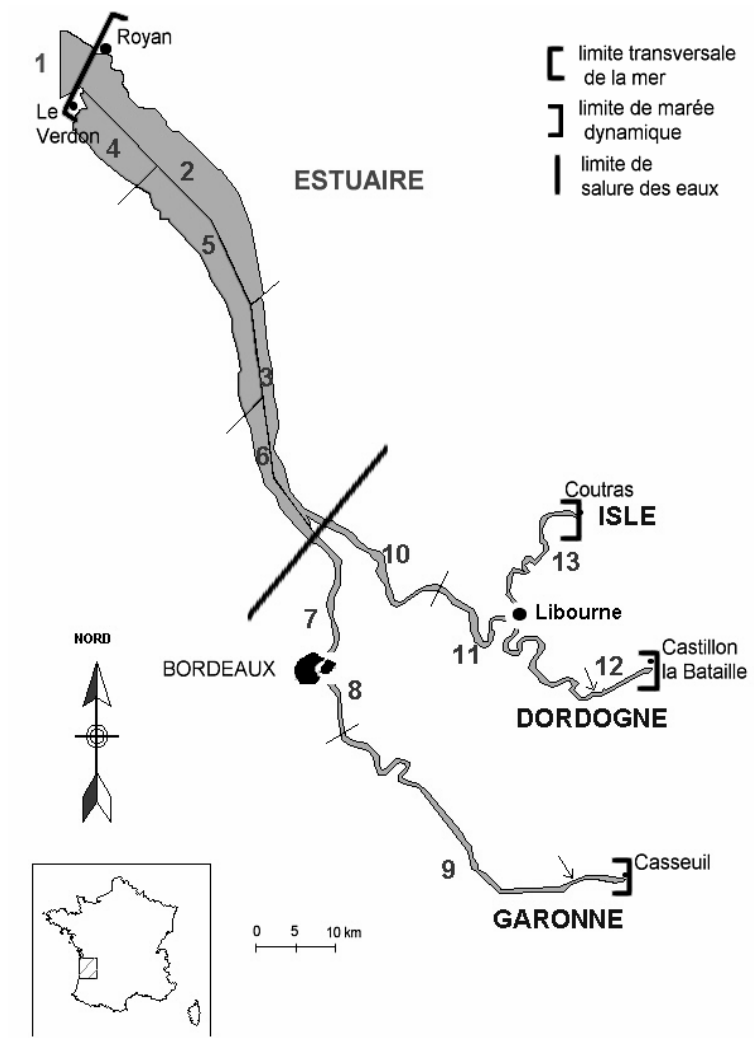 Royan
1
Le
Verdon
4
2
ESTUAIRE
5
3
6
limite transversale
de la mer
limite de marée
dynamique
limite de
salure des eaux
Coutras
ISLE
13
10
7
Libourne
11
12
Castillon
la Bataille
DORDOGNE
NORD
BORDEAUX
8
9
Casseuil
GARONNE
0 5 10 km